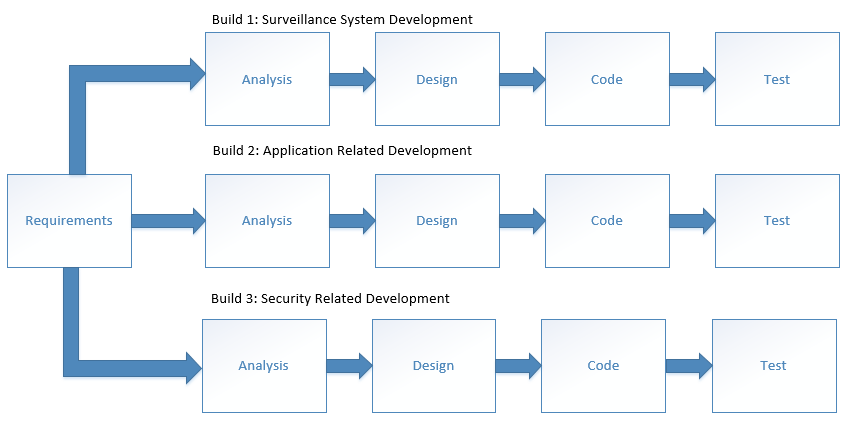 Build 1: Surveillance System Development
Analysis
Design
Code
Test
Build 2: Application Related Development
Requirements
Analysis
Design
Code
Test
Build 3: Security Related Development
Analysis
Design
Code
Test